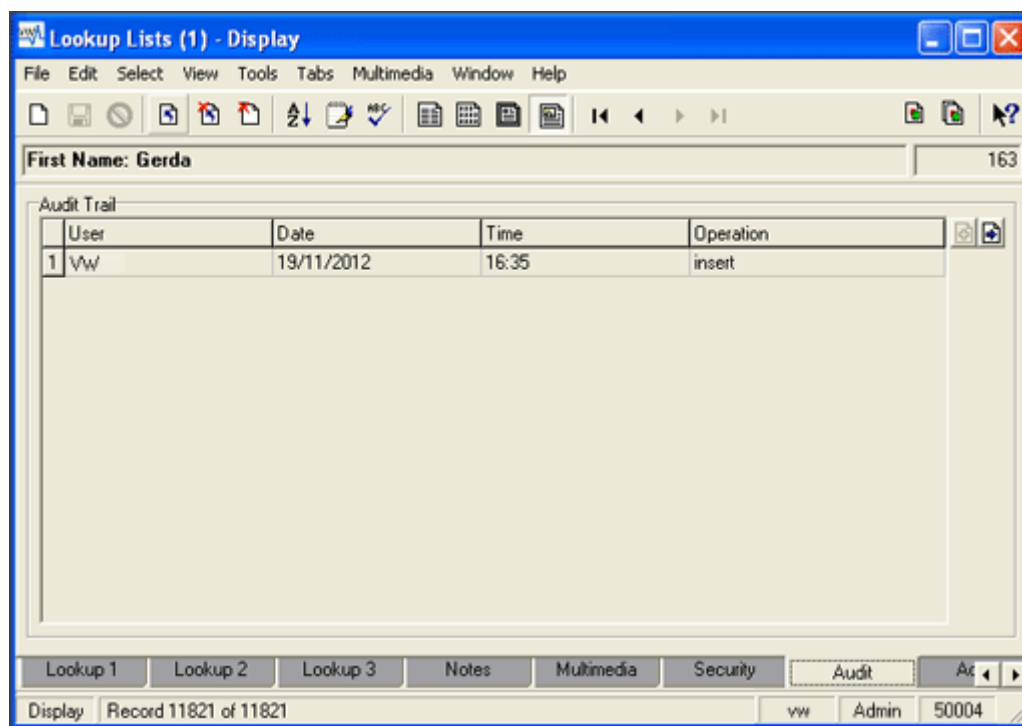 Lookup Lists (1) - Display
File Edit Select View Tools Tabs Multimedia Window Help
First Name: Gerda 163
Audit Trail
User Date Time Operation
1 VW 19/11/2012 16:35 insert
Lookup 1 Lookup 2 Lookup 3 Notes Multimedia Security Audit
Display Record 11821 of 11821 vw Admin 50004